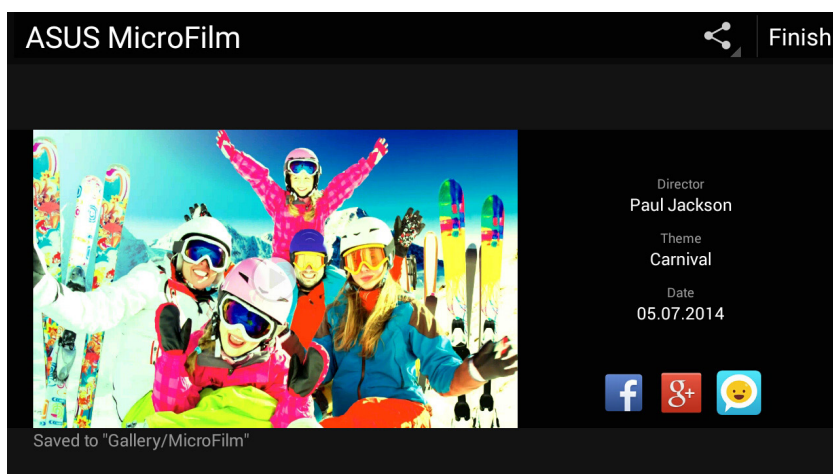 ASUS MicroFilm
Finish
Director
Paul Jackson
Theme
Carnival
Date
05.07.2014
f
g+
Saved to "Gallery/MicroFilm"